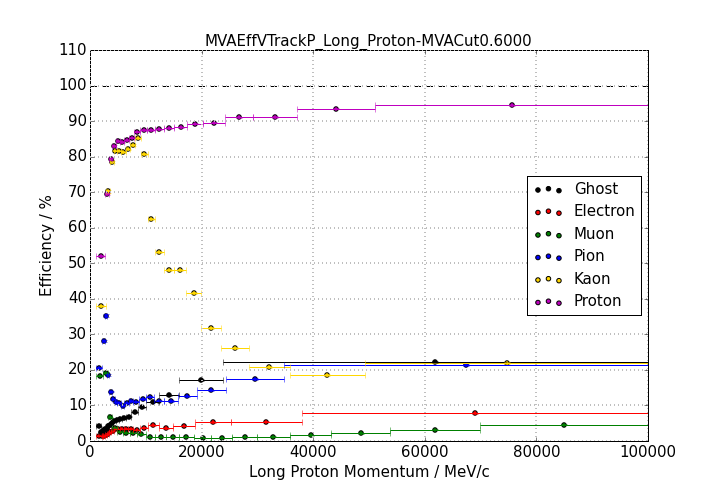 MVAEffVTrackP_Long_Proton-MVACut0.6000
110
100
90
80
70
60
50
40
30
20
10
0
Efficiency / %
Ghost
Electron
Muon
Pion
Kaon
Proton
0 20000 40000 60000 80000 100000
Long Proton Momentum / MeV/c